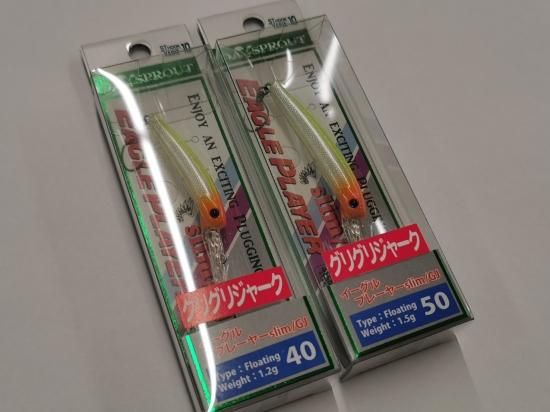 DAYSPROUT
ENJOY AN EXCITING PLUGGING
EAGLE PLAYER
slim
グリグリジャーク
イーグル
プレーヤーslim/GJ
Type : Floating
Weight : 1.2g
40
DAYSPROUT
ENJOY AN EXCITING PLUGGING
EAGLE PLAYER
slim
グリグリジャーク
イーグル
プレーヤーslim/GJ
Type : Floating
Weight : 1.5g
50